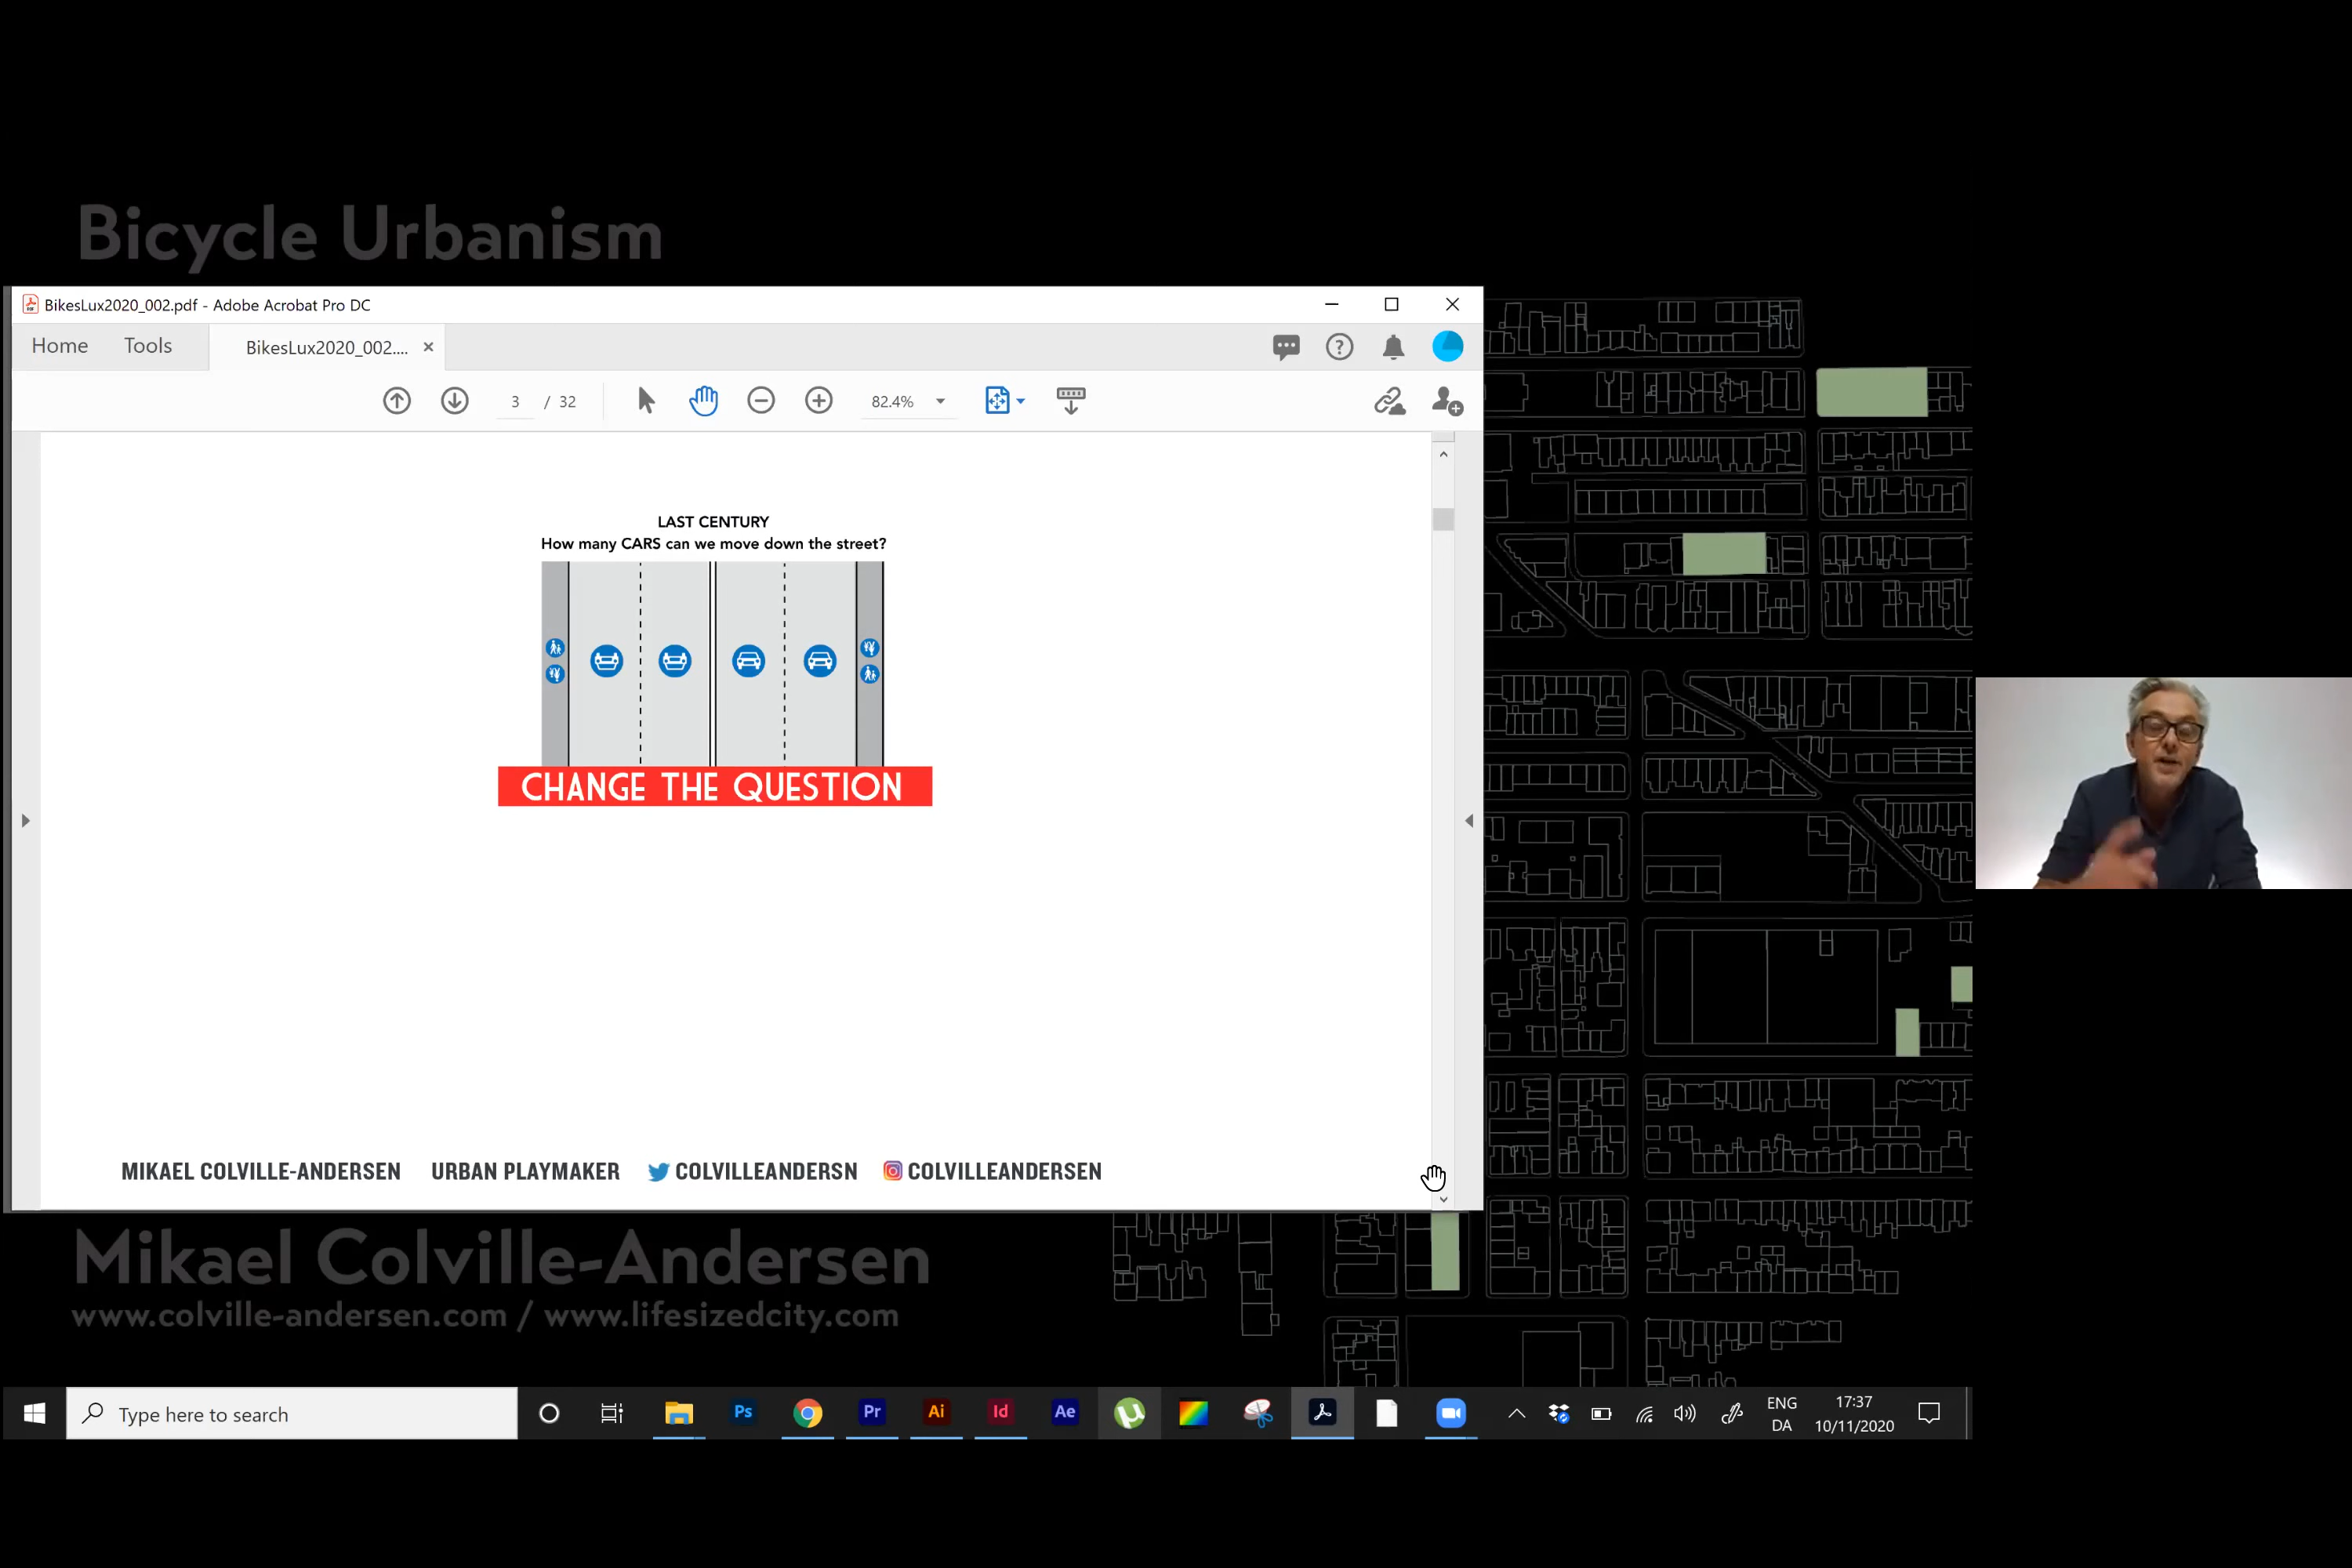 Bicycle Urbanism
BikesLux2020_002.pdf - Adobe Acrobat Pro DC
Home Tools BikesLux2020_002....
3 / 32 82.4%
LAST CENTURY
How many CARS can we move down the street?
CHANGE THE QUESTION
MIKAEL COLVILLE-ANDERSEN URBAN PLAYMAKER COLVILLEANDERSN COLVILLEANDERSEN
Mikael Colville-Andersen
www.colville-andersen.com / www.lifesizedcity.com
Type here to search
Ps Pr Ai Id Ae
ENG 17:37
DA 10/11/2020